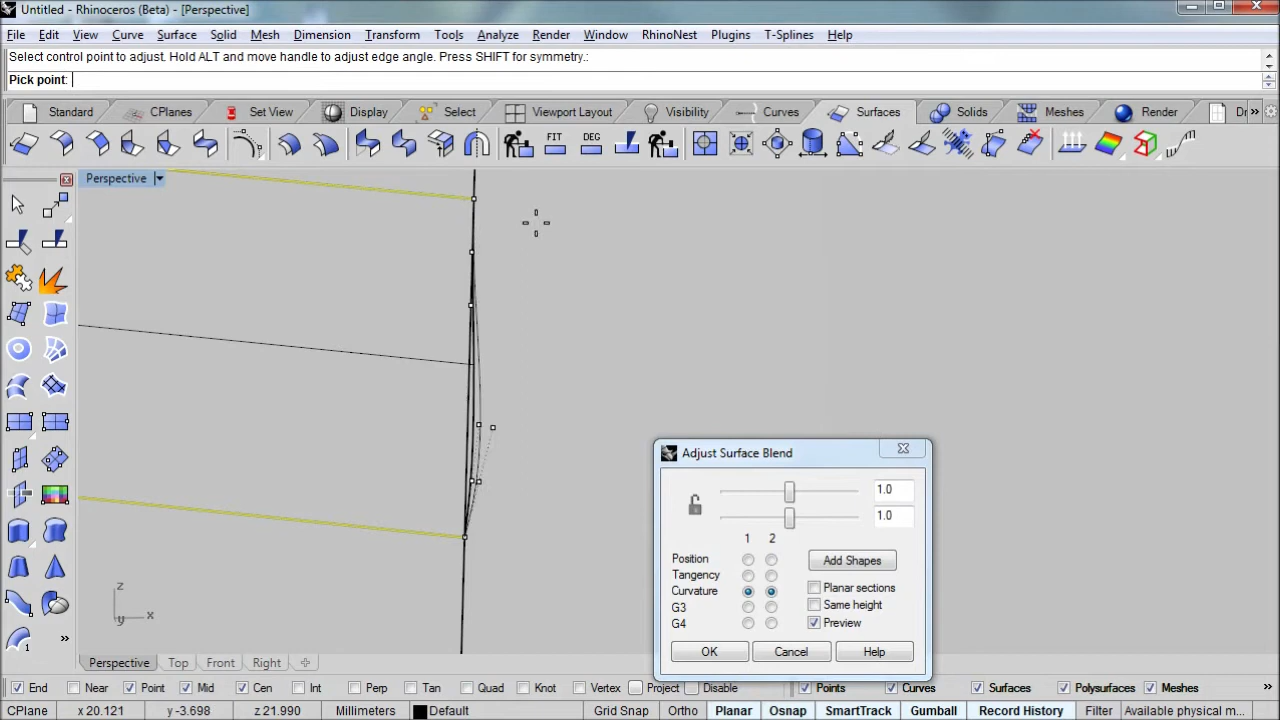 Untitled - Rhinoceros (Beta) - [Perspective]
File Edit View Curve Surface Solid Mesh Dimension Transform Tools Analyze Render Window RhinoNest Plugins T-Splines Help
Select control point to adjust. Hold ALT and move handle to adjust edge angle. Press SHIFT for symmetry.:
Pick point:
Standard CPlanes Set View Display Select Viewport Layout Visibility Curves Surfaces Solids Meshes Render Dr »
FIT DEG
Perspective
Adjust Surface Blend
1.0
1.0
1 2
Position
Add Shapes
Tangency
Curvature
Planar sections
G3
Same height
G4
Preview
OK Cancel Help
z
x
y
1
»
Perspective Top Front Right
End Near Point Mid Cen Int Perp Tan Quad Knot Vertex Project Disable Points Curves Surfaces Polysurfaces Meshes »
CPlane x 20.121 y -3.698 z 21.990 Millimeters Default Grid Snap Ortho Planar Osnap SmartTrack Gumball Record History Filter Available physical m...